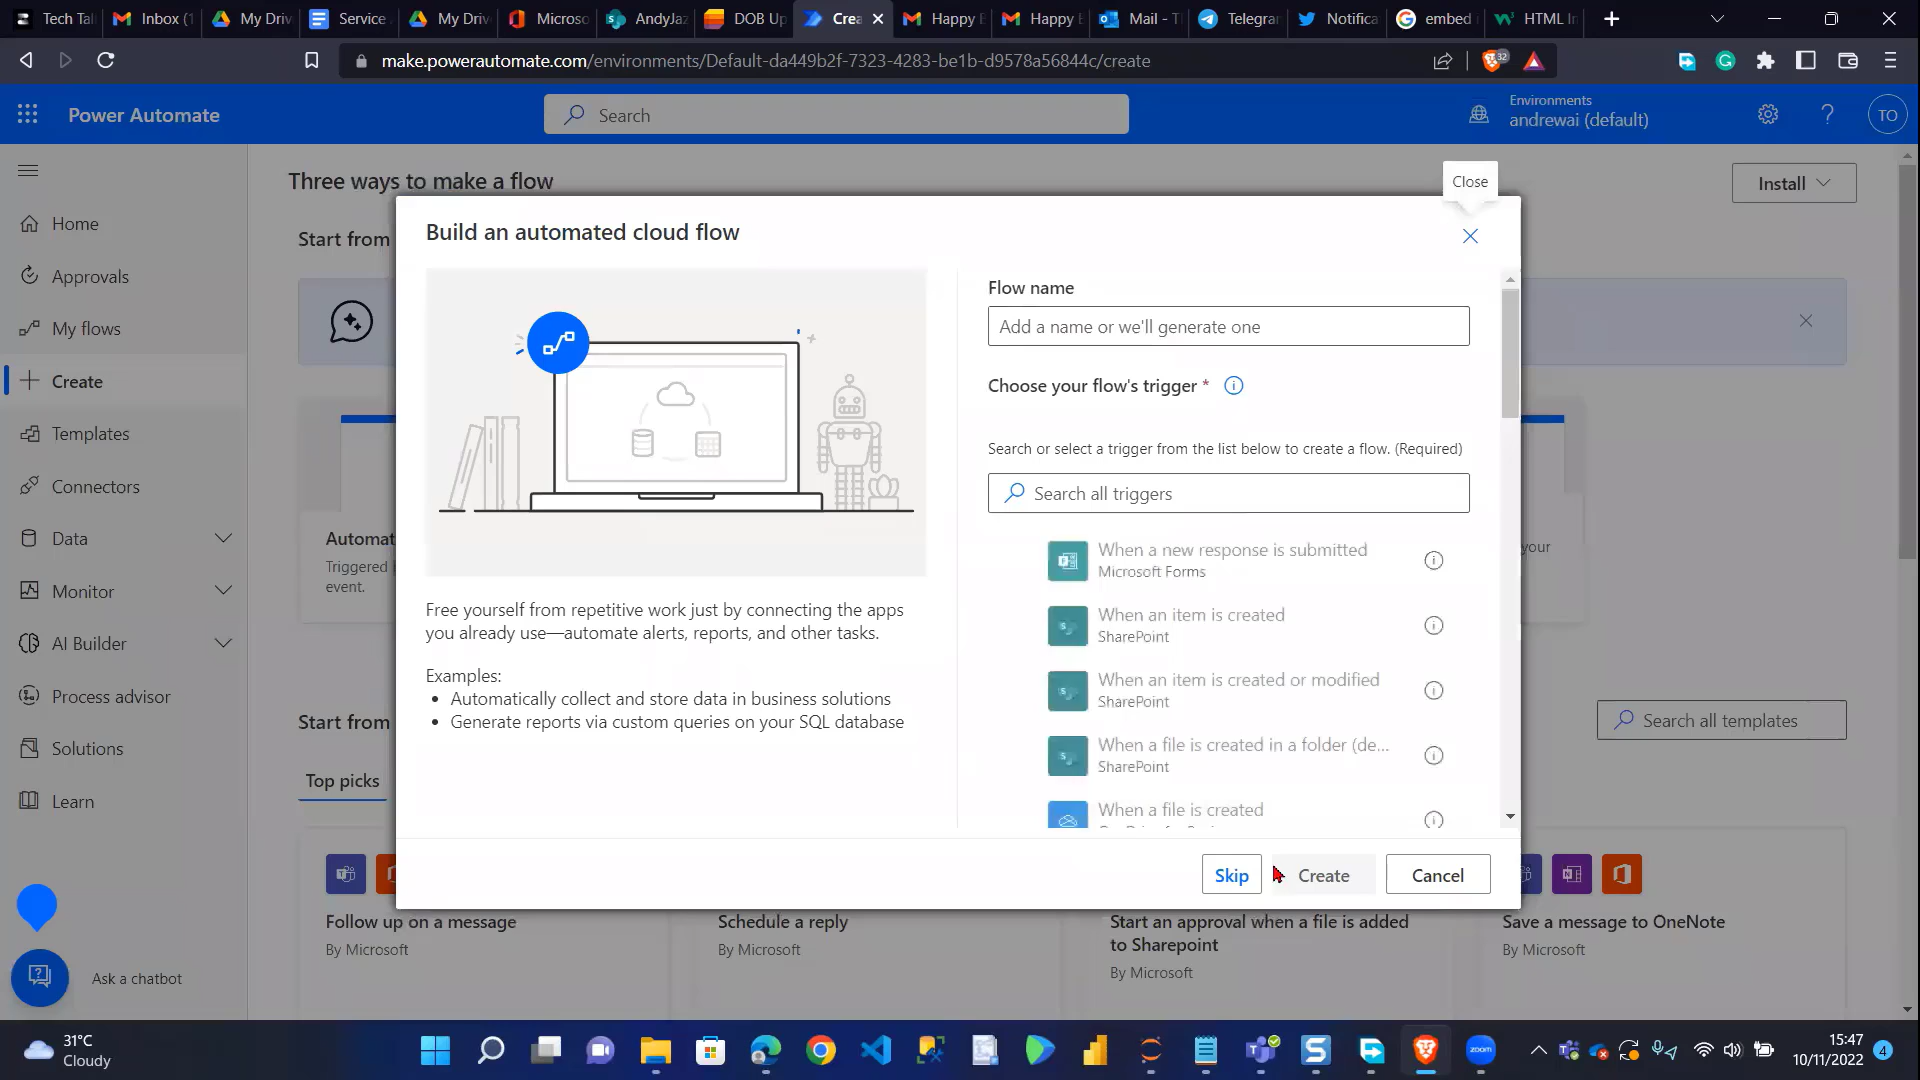 Tech Tal
Inbox (1
My Driv
Service
My Driv
Microso
AndyJaz
DOB Up
Crea
Happy B
Happy B
Mail - T
Telegra
Notifica
embed
HTML In
make.powerautomate.com/environments/Default-da449b2f-7323-4283-be1b-d9578a56844c/create
32
Power Automate
Search
Environments
andrewai (default)
TO
Home
Approvals
My flows
Create
Templates
Connectors
Data
Monitor
AI Builder
Process advisor
Solutions
Learn
Ask a chatbot
Three ways to make a flow
Install
Close
Start from
Automat
Triggered
event.
your
Build an automated cloud flow
Free yourself from repetitive work just by connecting the apps
you already use—automate alerts, reports, and other tasks.
Examples:
Automatically collect and store data in business solutions
Generate reports via custom queries on your SQL database
Flow name
Add a name or we'll generate one
Choose your flow's trigger *
Search or select a trigger from the list below to create a flow. (Required)
Search all triggers
When a new response is submitted
Microsoft Forms
When an item is created
SharePoint
When an item is created or modified
SharePoint
When a file is created in a folder (de...
SharePoint
When a file is created
Skip
Create
Cancel
Start from
Search all templates
Top picks
Follow up on a message
By Microsoft
Schedule a reply
By Microsoft
Start an approval when a file is added
to Sharepoint
By Microsoft
Save a message to OneNote
By Microsoft
31°C
Cloudy
zoom
15:47
10/11/2022
4